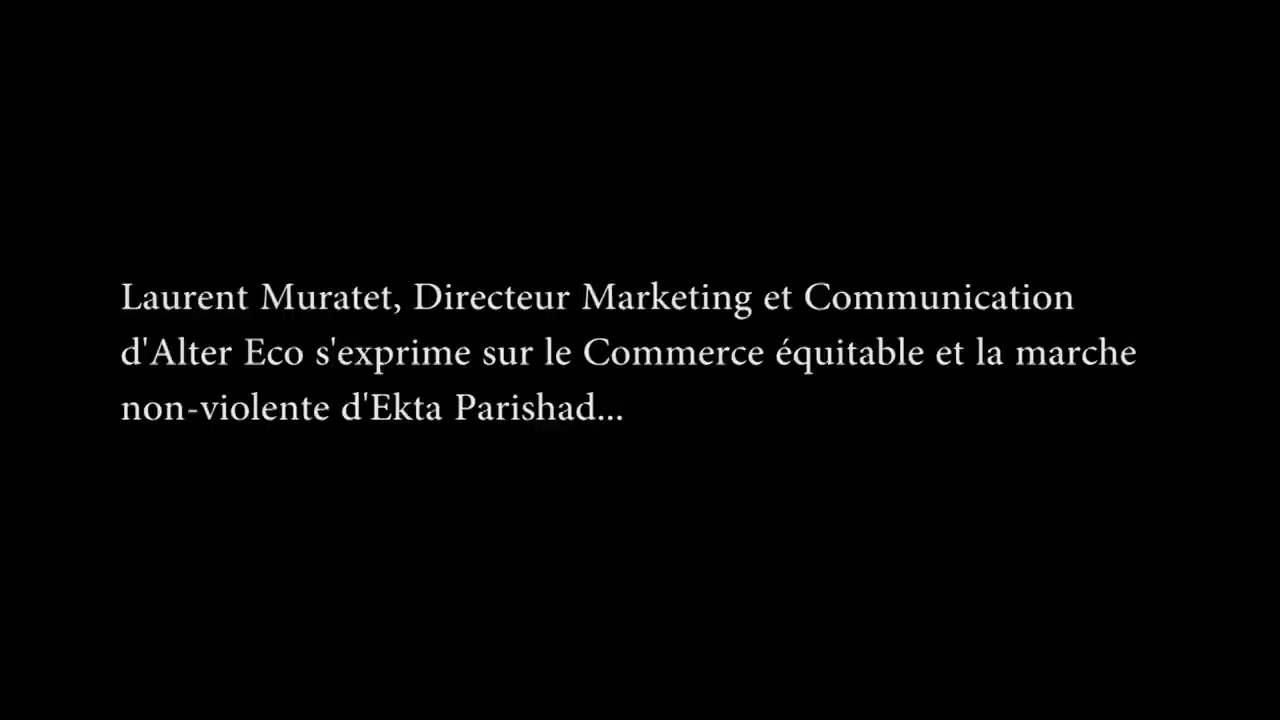 Laurent Muratet, Directeur Marketing et Communication
d'Alter Eco s'exprime sur le Commerce équitable et la marche
non-violente d'Ekta Parishad...